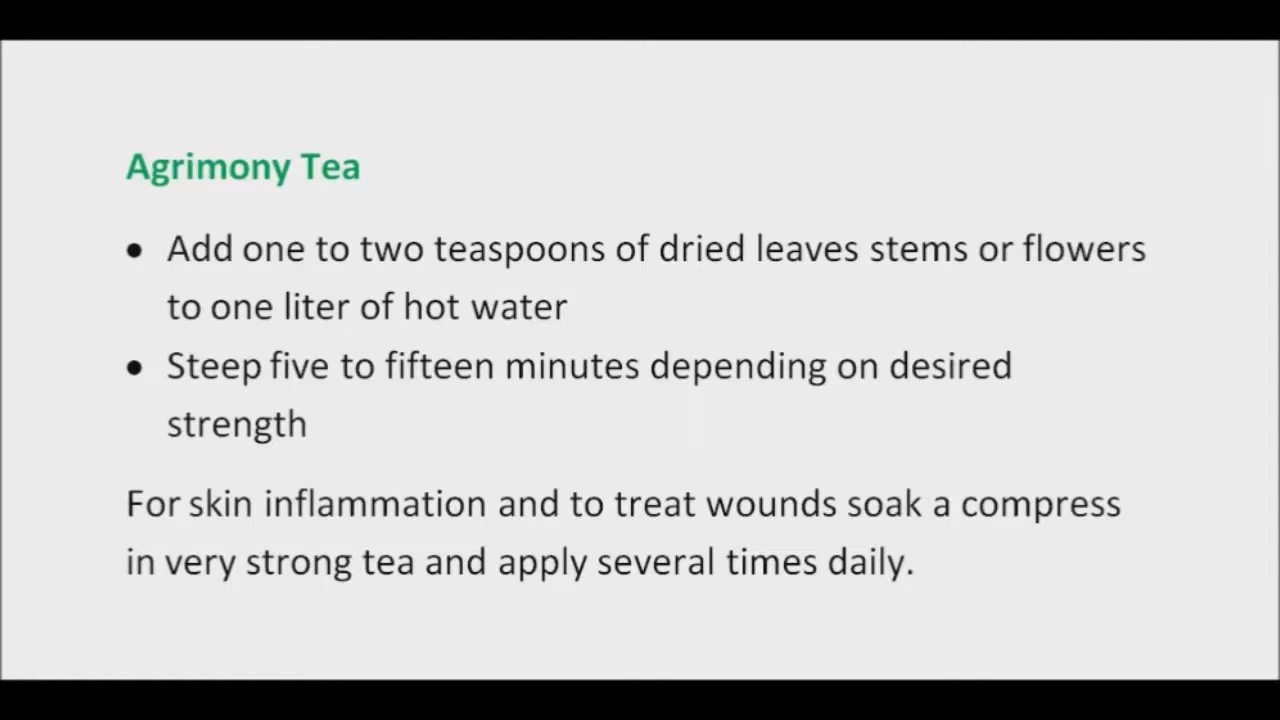 Agrimony Tea
• Add one to two teaspoons of dried leaves stems or flowers
to one liter of hot water
• Steep five to fifteen minutes depending on desired
strength
For skin inflammation and to treat wounds soak a compress
in very strong tea and apply several times daily.